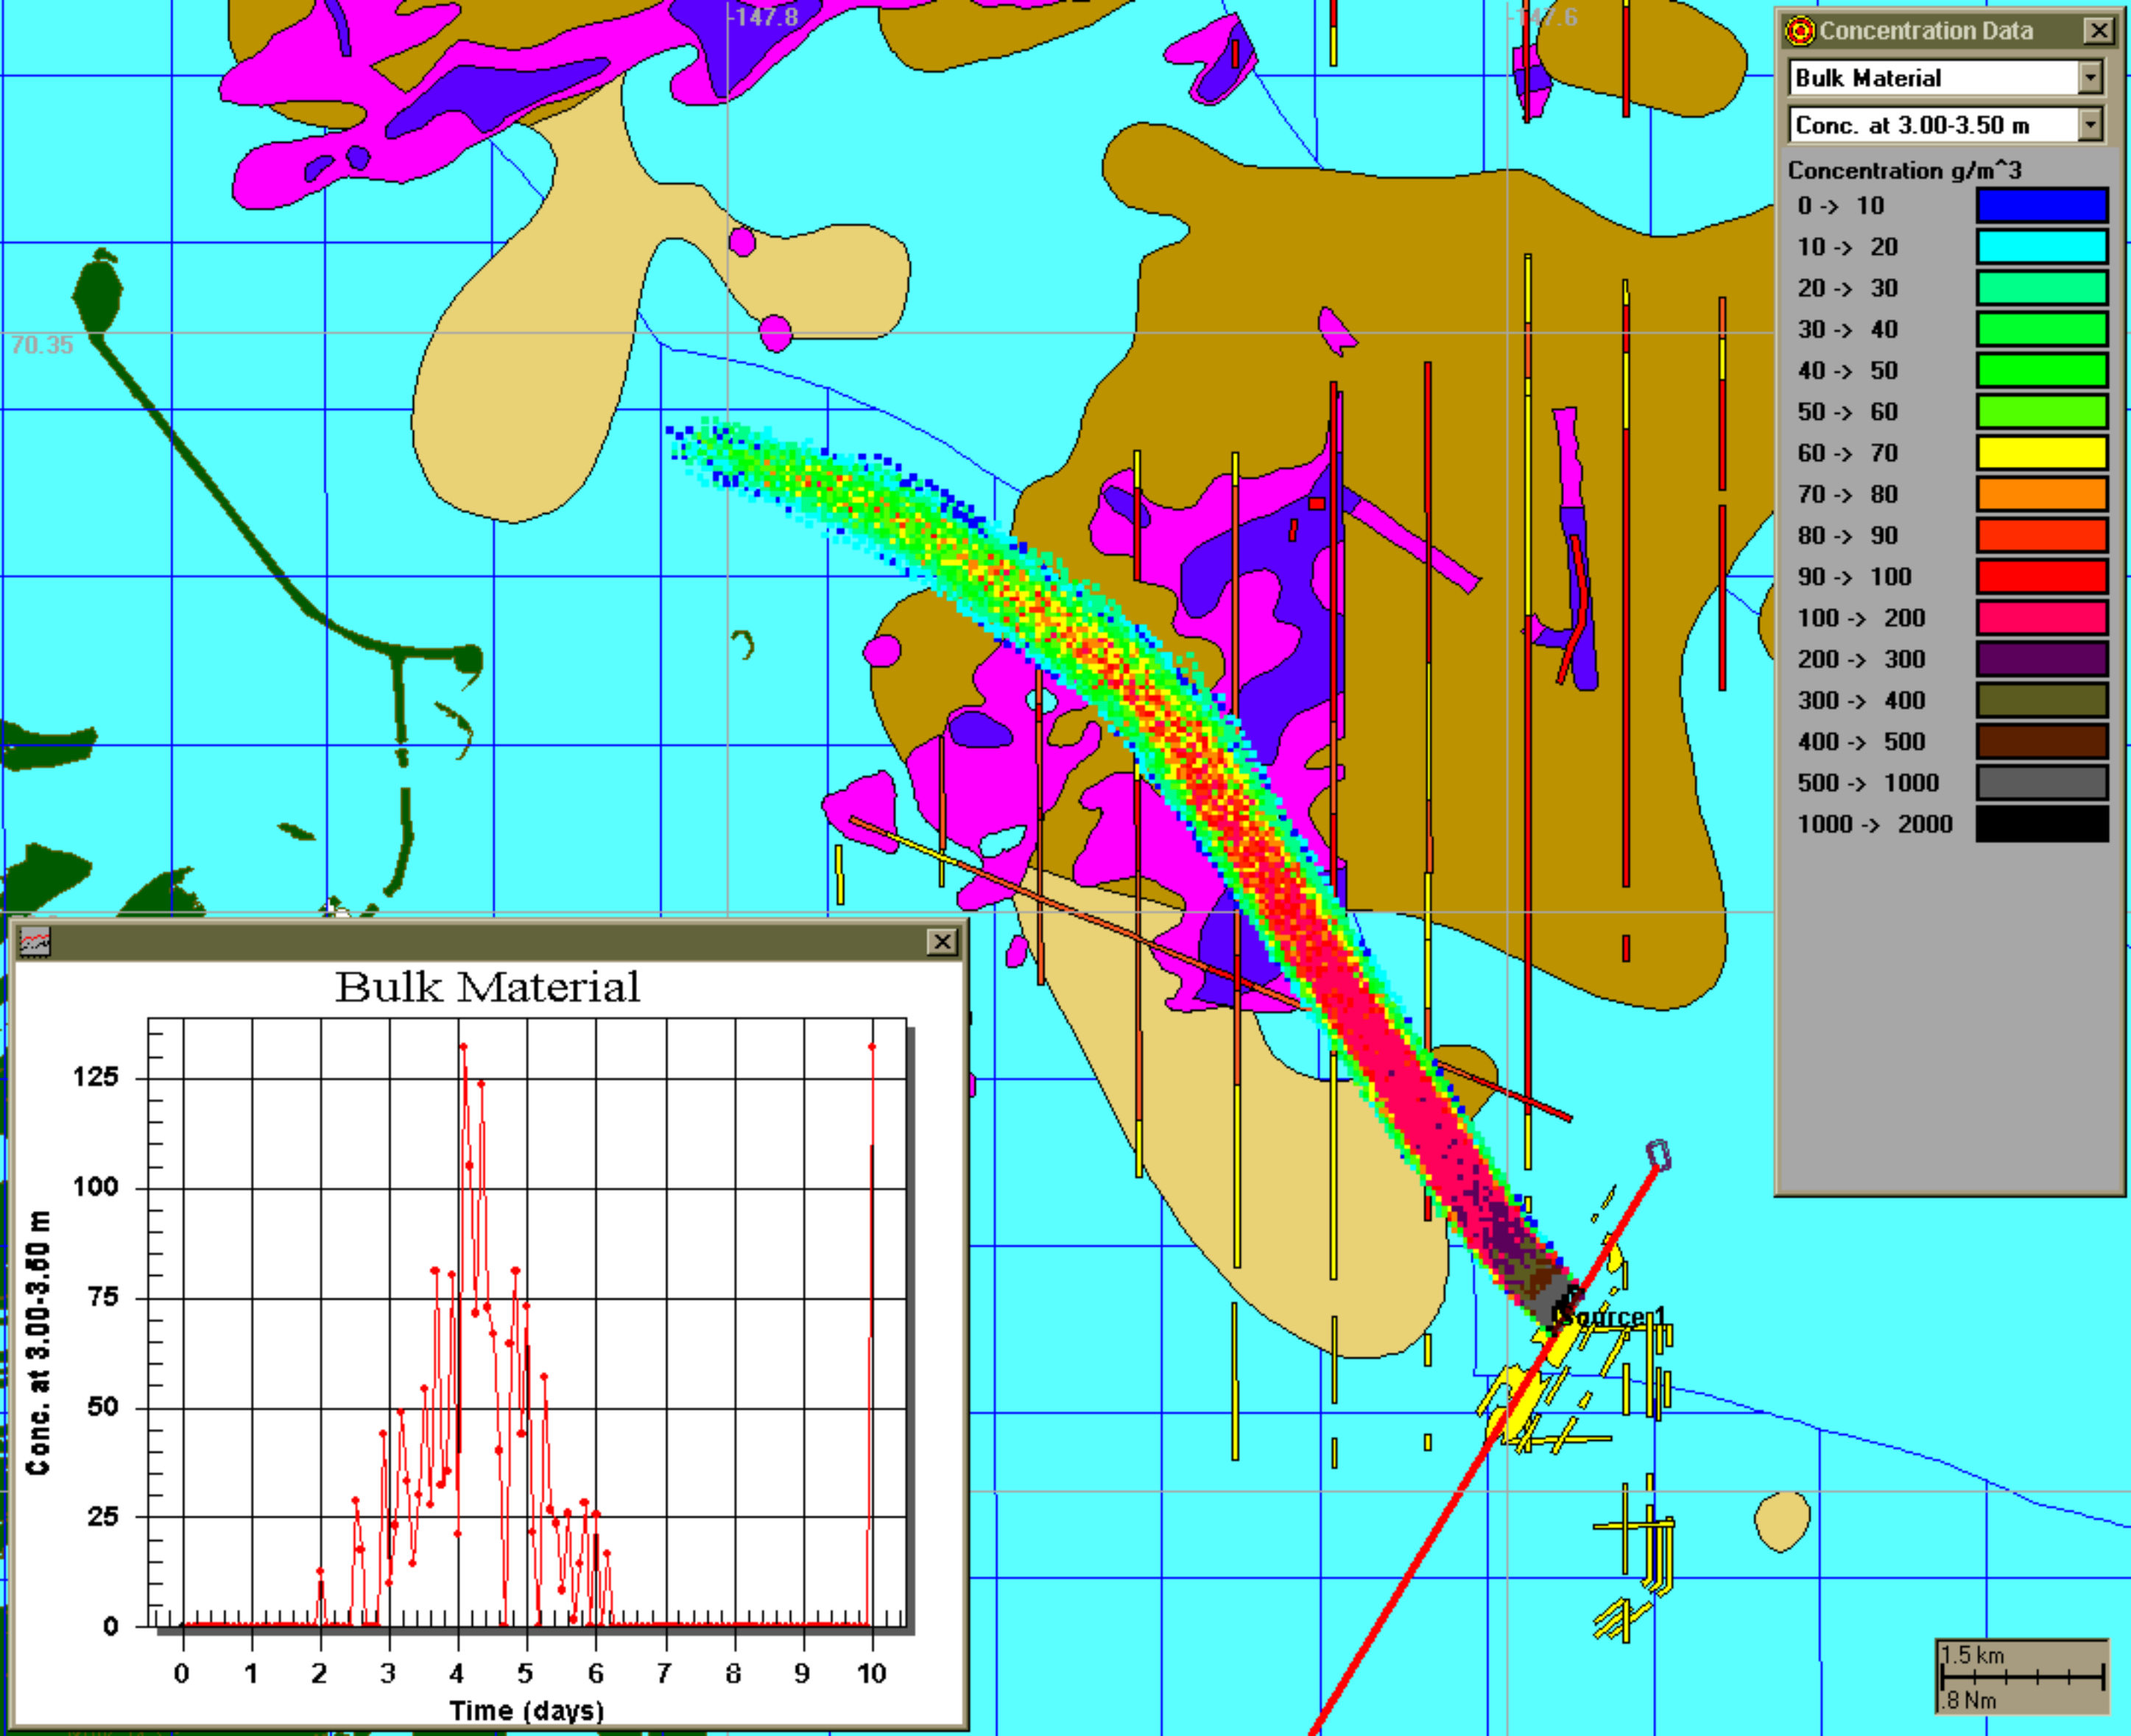 -147.8
-147.6
70.35
Concentration Data
Bulk Material
Conc. at 3.00-3.50 m
Concentration g/m^3
0 -> 10
10 -> 20
20 -> 30
30 -> 40
40 -> 50
50 -> 60
60 -> 70
70 -> 80
80 -> 90
90 -> 100
100 -> 200
200 -> 300
300 -> 400
400 -> 500
500 -> 1000
1000 -> 2000
Source 1
Bulk Material
Conc. at 3.00-3.50 m
125
100
75
50
25
0
0 1 2 3 4 5 6 7 8 9 10
Time (days)
1.5 km
.8 Nm